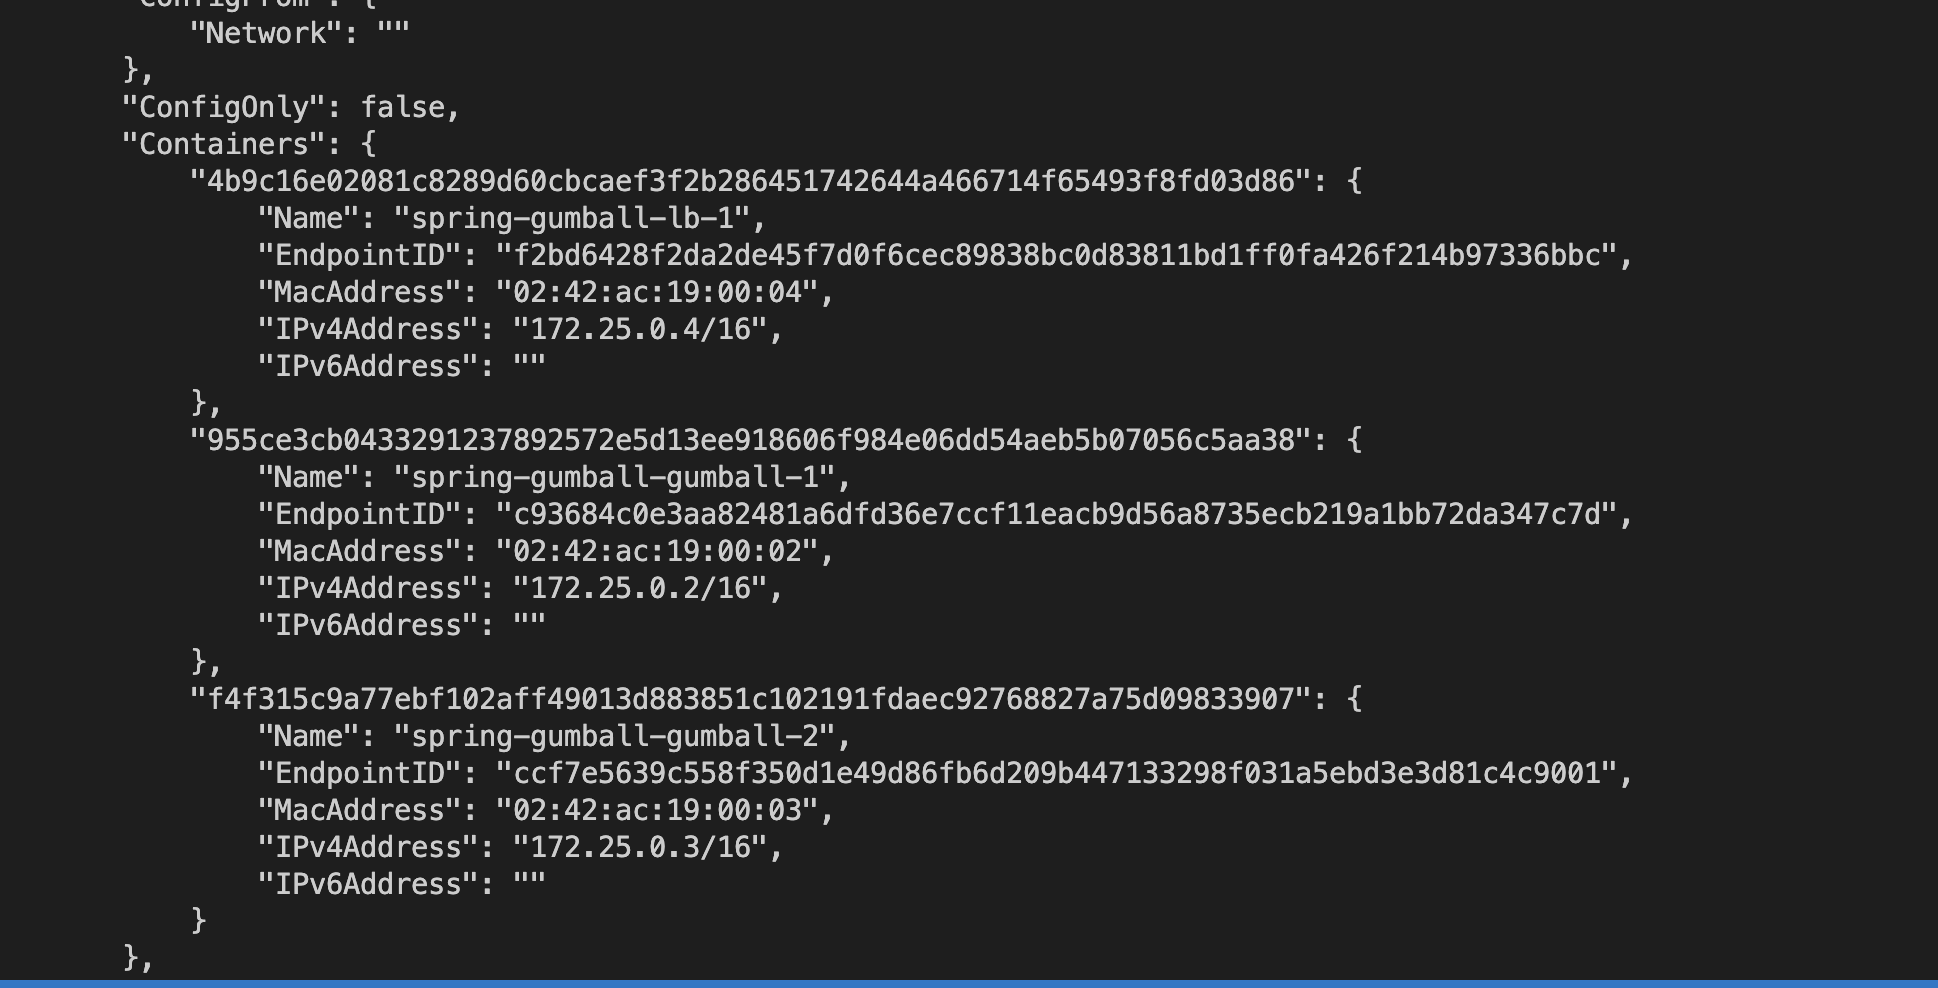 "ConfigFrom": {
"Network": ""
},
"ConfigOnly": false,
"Containers": {
"4b9c16e02081c8289d60cbcaef3f2b286451742644a466714f65493f8fd03d86": {
"Name": "spring-gumball-lb-1",
"EndpointID": "f2bd6428f2da2de45f7d0f6cec89838bc0d83811bd1ff0fa426f214b97336bbc",
"MacAddress": "02:42:ac:19:00:04",
"IPv4Address": "172.25.0.4/16",
"IPv6Address": ""
},
"955ce3cb0433291237892572e5d13ee918606f984e06dd54aeb5b07056c5aa38": {
"Name": "spring-gumball-gumball-1",
"EndpointID": "c93684c0e3aa82481a6dfd36e7ccf11eacb9d56a8735ecb219a1bb72da347c7d",
"MacAddress": "02:42:ac:19:00:02",
"IPv4Address": "172.25.0.2/16",
"IPv6Address": ""
},
"f4f315c9a77ebf102aff49013d883851c102191fdaec92768827a75d09833907": {
"Name": "spring-gumball-gumball-2",
"EndpointID": "ccf7e5639c558f350d1e49d86fb6d209b447133298f031a5ebd3e3d81c4c9001",
"MacAddress": "02:42:ac:19:00:03",
"IPv4Address": "172.25.0.3/16",
"IPv6Address": ""
}
},